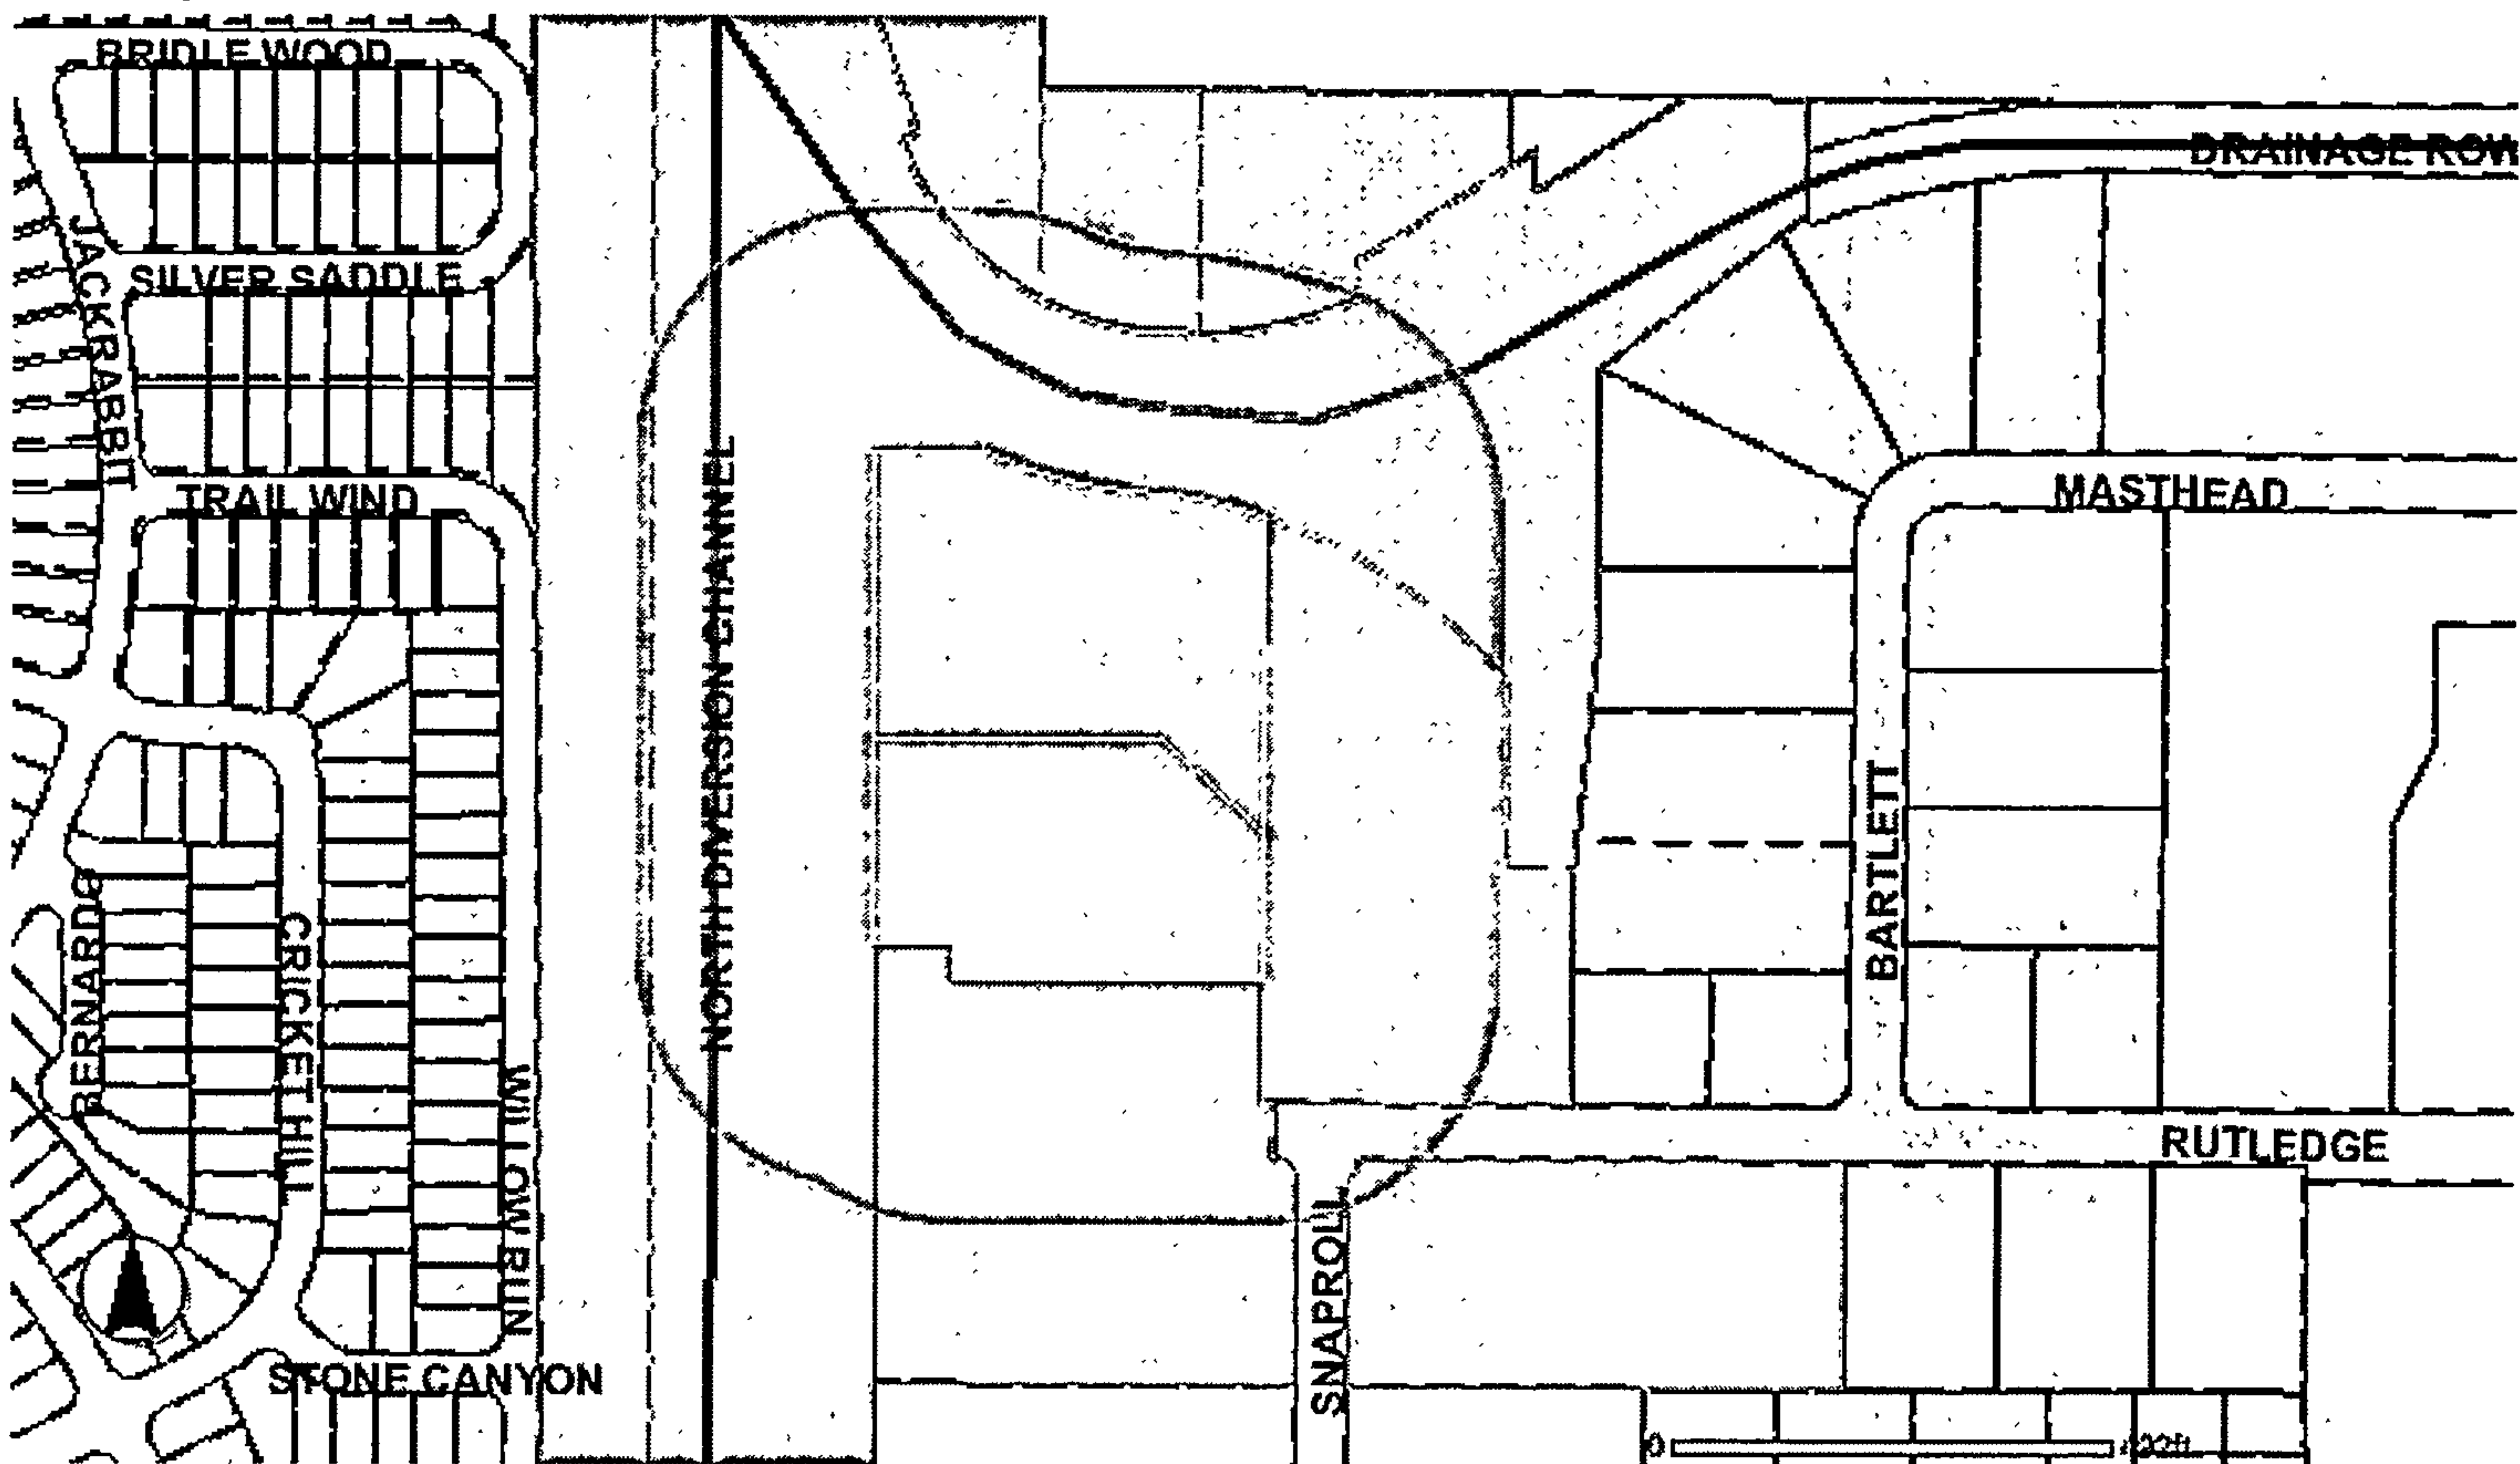 BRIDLE WOOD
DRAINAGE ROW
JACKRABBIT
SILVER SADDLE
TRAIL WIND
MASTHEAD
NORTH DIVERSION CHANNEL
BARTLETT
BERNARDS
CRICKET HILL
WILLOW RUN
RUTLEDGE
SNAPROLL
STONE CANYON
0